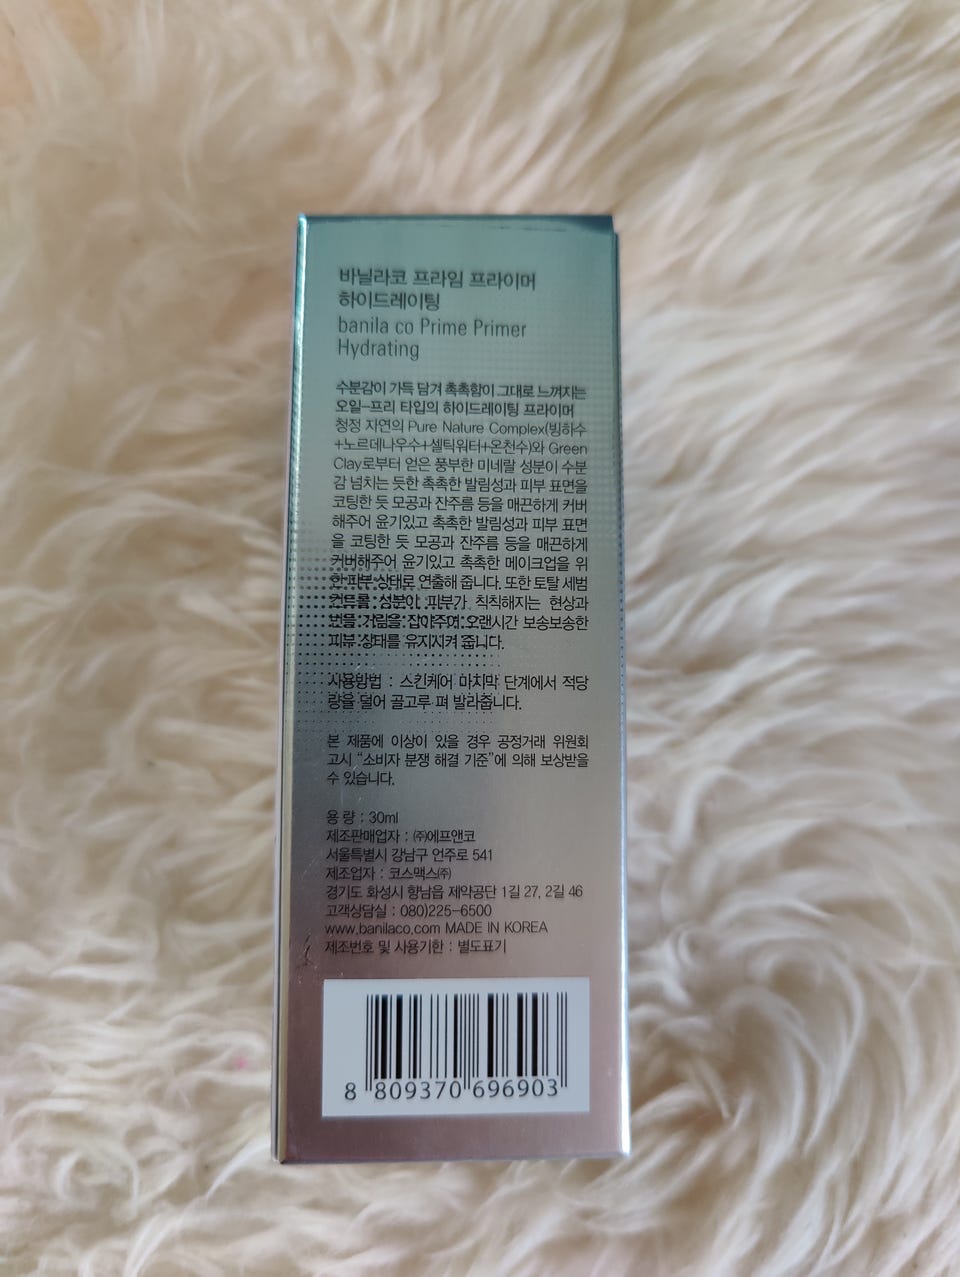 바닐라코 프라임 프라이머
하이드레이팅
banila co Prime Primer
Hydrating
수분감이 가득 담겨 촉촉함이 그대로 느껴지는
오일-프리 타입의 하이드레이팅 프라이머
청정 자연의 Pure Nature Complex(빙하수
+노르데나우수+셀틱워터+온천수)와 Green
Clay로부터 얻은 풍부한 미네랄 성분이 수분
감 넘치는 듯한 촉촉한 발림성과 피부 표면을
코팅한 듯 모공과 잔주름 등을 매끈하게 커버
해주어 윤기있고 촉촉한 발림성과 피부 표면
을 코팅한 듯 모공과 잔주름 등을 매끈하게
커버해주어 윤기있고 촉촉한 메이크업을 위
한 피부 상태로 연출해 줍니다. 또한 토탈 세범
컨트롤 성분이 피부가 칙칙해지는 현상과
번들 거림을 잡아주며 오랜시간 보송보송한
피부 상태를 유지시켜 줍니다.
사용방법 : 스킨케어 마지막 단계에서 적당
량을 덜어 골고루 펴 발라줍니다.
본 제품에 이상이 있을 경우 공정거래 위원회
고시 "소비자 분쟁 해결 기준"에 의해 보상받을
수 있습니다.
용 량 : 30ml
제조판매업자 : ㈜에프앤코
서울특별시 강남구 언주로 541
제조업자 : 코스맥스㈜
경기도 화성시 향남읍 제약공단 1길 27, 2길 46
고객상담실 : 080)225-6500
www.banilaco.com MADE IN KOREA
제조번호 및 사용기한 : 별도표기
8 809370 696903